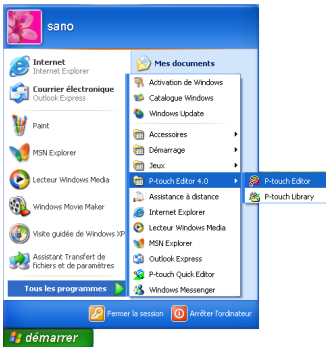 sano
Internet
Internet Explorer
Courrier électronique
Outlook Express
Paint
MSN Explorer
Lecteur Windows Media
Windows Movie Maker
Visite guidée de Windows XP
Assistant Transfert de
fichiers et de paramètres
Tous les programmes
Mes documents
Activation de Windows
Catalogue Windows
Windows Update
Accessoires
Démarrage
Jeux
P-touch Editor 4.0
Assistance à distance
Internet Explorer
Lecteur Windows Media
MSN Explorer
Outlook Express
P-touch Quick Editor
Windows Messenger
P-touch Editor
P-touch Library
Fermer la session
Arrêter l'ordinateur
démarrer